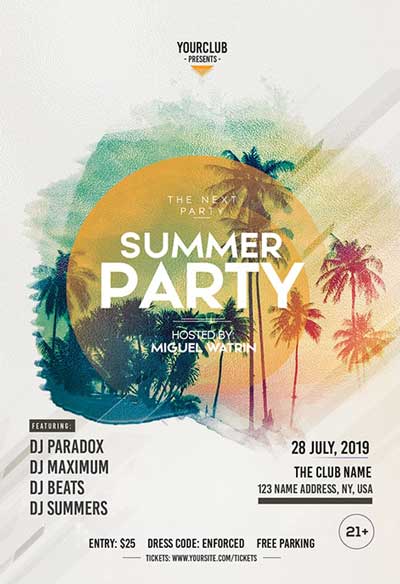 YOURCLUB
- PRESENTS -
THE NEXT
PARTY
SUMMER
PARTY
HOSTED BY:
MIGUEL WATRIN
FEATURING:
DJ PARADOX
DJ MAXIMUM
DJ BEATS
DJ SUMMERS
28 JULY, 2019
THE CLUB NAME
123 NAME ADDRESS, NY, USA
21+
ENTRY: $25 DRESS CODE: ENFORCED FREE PARKING
TICKETS: WWW.YOURSITE.COM/TICKETS